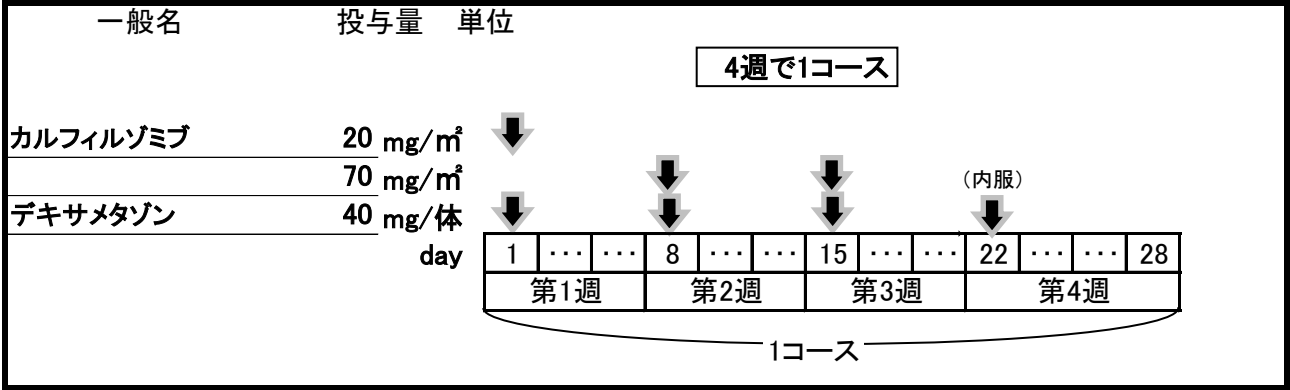 一般名 投与量 単位
4週で1コース
カルフィルゾミブ 20 mg/㎡
70 mg/㎡
(内服)
デキサメタゾン 40 mg/体
day 1 ・・・ ・・・ 8 ・・・ ・・・ 15 ・・・ ・・・ 22 ・・・ ・・・ 28
第1週 第2週 第3週 第4週
1コース